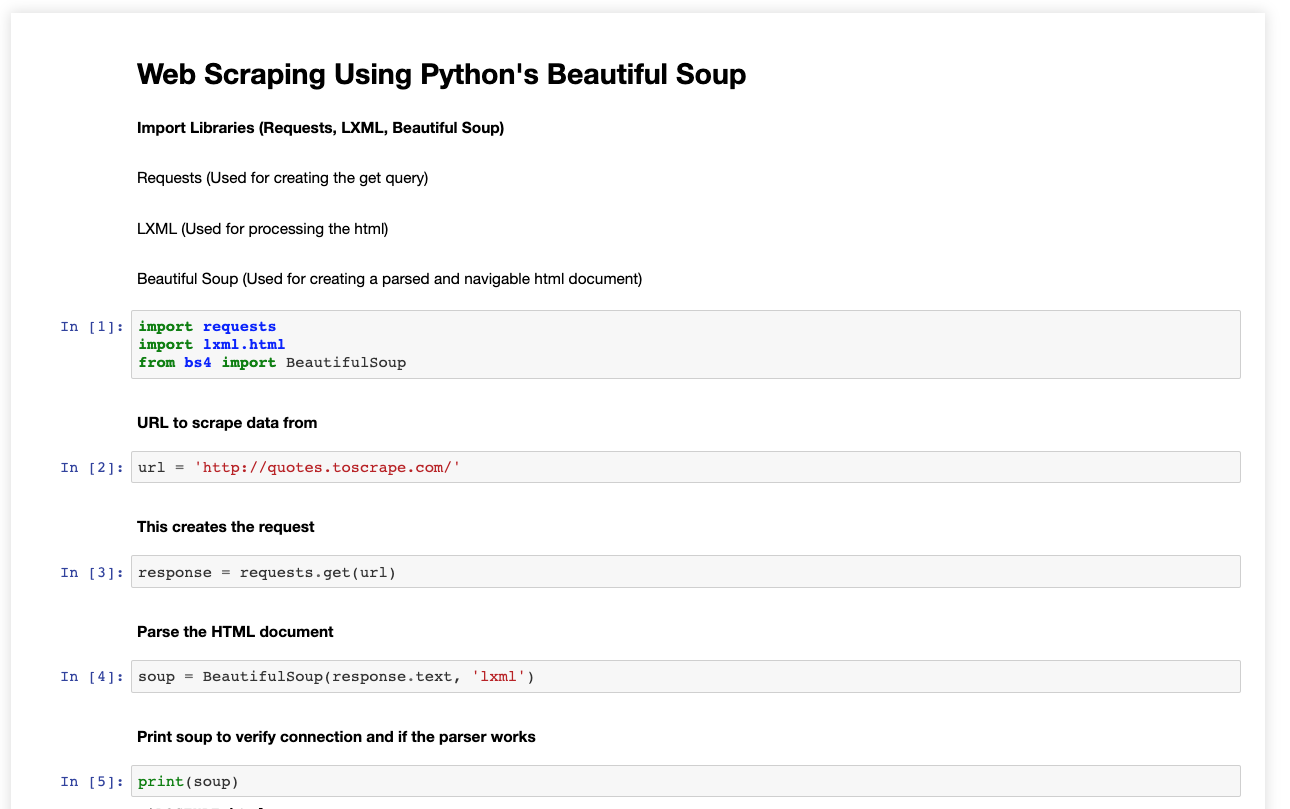 Web Scraping Using Python's Beautiful Soup
Import Libraries (Requests, LXML, Beautiful Soup)
Requests (Used for creating the get query)
LXML (Used for processing the html)
Beautiful Soup (Used for creating a parsed and navigable html document)
In [1]: import requests
import lxml.html
from bs4 import BeautifulSoup
URL to scrape data from
In [2]: url = 'http://quotes.toscrape.com/'
This creates the request
In [3]: response = requests.get(url)
Parse the HTML document
In [4]: soup = BeautifulSoup(response.text, 'lxml')
Print soup to verify connection and if the parser works
In [5]: print(soup)